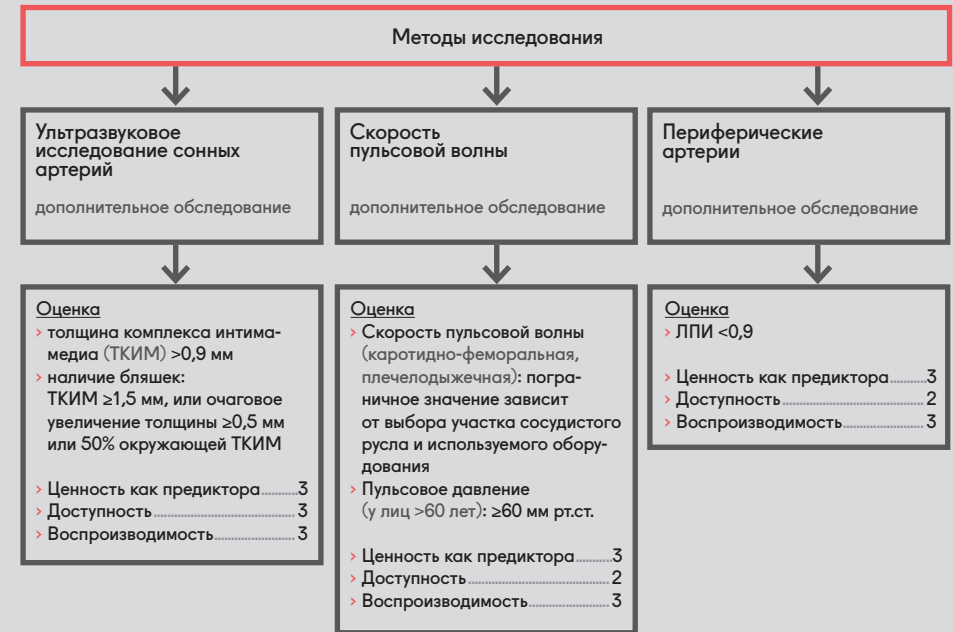 Методы исследования
Ультразвуковое
исследование сонных
артерий
дополнительное обследование
Скорость
пульсовой волны
дополнительное обследование
Периферические
артерии
дополнительное обследование
Оценка
› толщина комплекса интима-
медиа (ТКИМ) >0,9 мм
› наличие бляшек:
ТКИМ ≥1,5 мм, или очаговое
увеличение толщины ≥0,5 мм
или 50% окружающей ТКИМ
› Ценность как предиктора...........3
› Доступность.......................................... 3
› Воспроизводимость........................ 3
Оценка
› Скорость пульсовой волны
(каротидно-феморальная,
плечелодыжечная): погра-
ничное значение зависит
от выбора участка сосудистого
русла и используемого обору-
дования
› Пульсовое давление
(у лиц >60 лет): ≥60 мм рт.ст.
› Ценность как предиктора...........3
› Доступность.......................................... 2
› Воспроизводимость........................ 3
Оценка
› ЛПИ <0,9
› Ценность как предиктора...........3
› Доступность.......................................... 2
› Воспроизводимость........................ 3